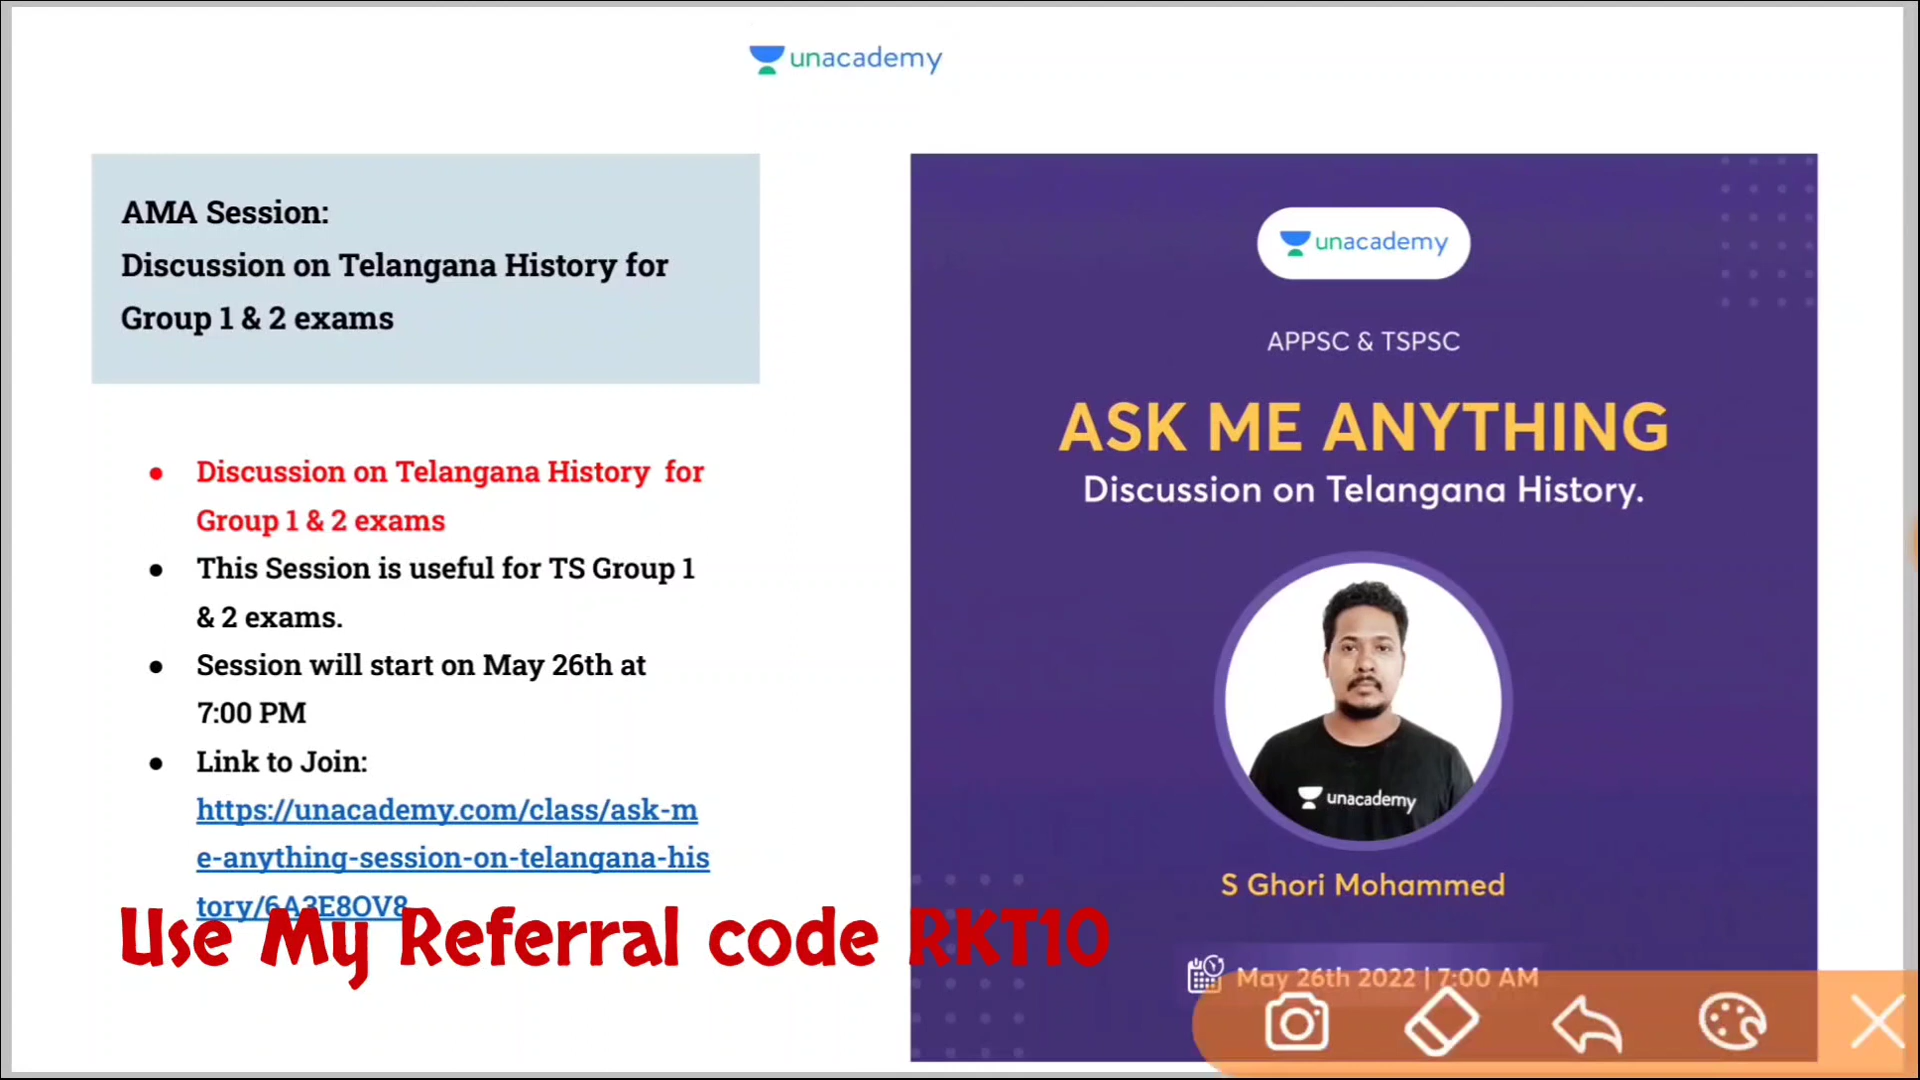 unacademy
AMA Session:
Discussion on Telangana History for
Group 1 & 2 exams
Discussion on Telangana History for
Group 1 & 2 exams
This Session is useful for TS Group 1
& 2 exams.
Session will start on May 26th at
7:00 PM
Link to Join:
https://unacademy.com/class/ask-m
e-anything-session-on-telangana-his
tory/6A3E8OV8
Use My Referral code RKT10
unacademy
APPSC & TSPSC
ASK ME ANYTHING
Discussion on Telangana History.
unacademy
S Ghori Mohammed
May 26th 2022 | 7:00 AM